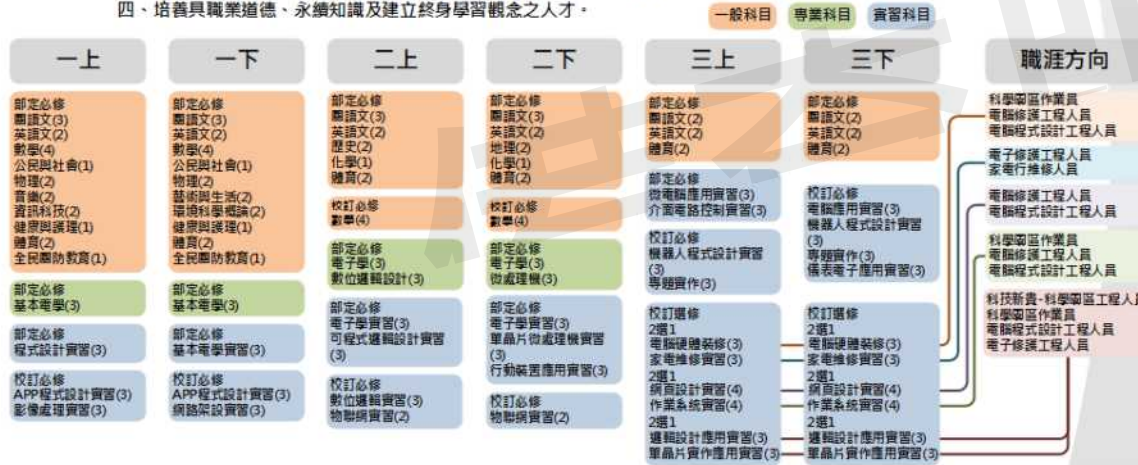 四、培養具職業道德、永續知識及建立終身學習觀念之人才。
一般科目
專業科目
實習科目
一上
一下
二上
二下
三上
三下
職涯方向
部定必修
國語文(3)
英語文(2)
數學(4)
公民與社會(1)
物理(2)
音樂(2)
資訊科技(2)
健康與護理(1)
體育(2)
全民國防教育(1)
部定必修
基本電學(3)
部定必修
程式設計實習(3)
校訂必修
APP程式設計實習(3)
影像處理實習(3)
部定必修
國語文(3)
英語文(2)
數學(4)
公民與社會(1)
物理(2)
藝術與生活(2)
環境科學概論(2)
健康與護理(1)
體育(2)
全民國防教育(1)
部定必修
基本電學(3)
部定必修
基本電學實習(3)
校訂必修
APP程式設計實習(3)
網路架設實習(3)
部定必修
國語文(3)
英語文(2)
歷史(2)
化學(1)
體育(2)
校訂必修
數學(4)
部定必修
電子學(3)
數位邏輯設計(3)
部定必修
電子學實習(3)
可程式邏輯設計實習
(3)
校訂必修
數位邏輯實習(3)
物聯網實習(2)
部定必修
國語文(3)
英語文(2)
地理(2)
化學(1)
體育(2)
校訂必修
數學(4)
部定必修
電子學(3)
微處理機(3)
部定必修
電子學實習(3)
單晶片微處理機實習
(3)
行動裝置應用實習(3)
校訂必修
物聯網實習(2)
部定必修
國語文(2)
英語文(2)
體育(2)
部定必修
微電腦應用實習(3)
介面電路控制實習(3)
校訂必修
機器人程式設計實習
(3)
專題實作(3)
校訂選修
2選1
電腦硬體裝修(3)
家電維修實習(3)
2選1
網頁設計實習(4)
作業系統實習(4)
2選1
邏輯設計應用實習(3)
單晶片實作應用實習(3)
部定必修
國語文(2)
英語文(2)
體育(2)
校訂必修
電腦應用實習(3)
機器人程式設計實習
(3)
專題實作(3)
儀表電子應用實習(3)
校訂選修
2選1
電腦硬體裝修(3)
家電維修實習(3)
2選1
網頁設計實習(4)
作業系統實習(4)
2選1
邏輯設計應用實習(3)
單晶片實作應用實習(3)
科學園區作業員
電腦修護工程人員
電腦程式設計工程人員
電子修護工程人員
家電行維修人員
電腦修護工程人員
電腦程式設計工程人員
科學園區作業員
電腦修護工程人員
電腦程式設計工程人員
科技新貴-科學園區工程人員
科學園區作業員
電腦程式設計工程人員
電子修護工程人員